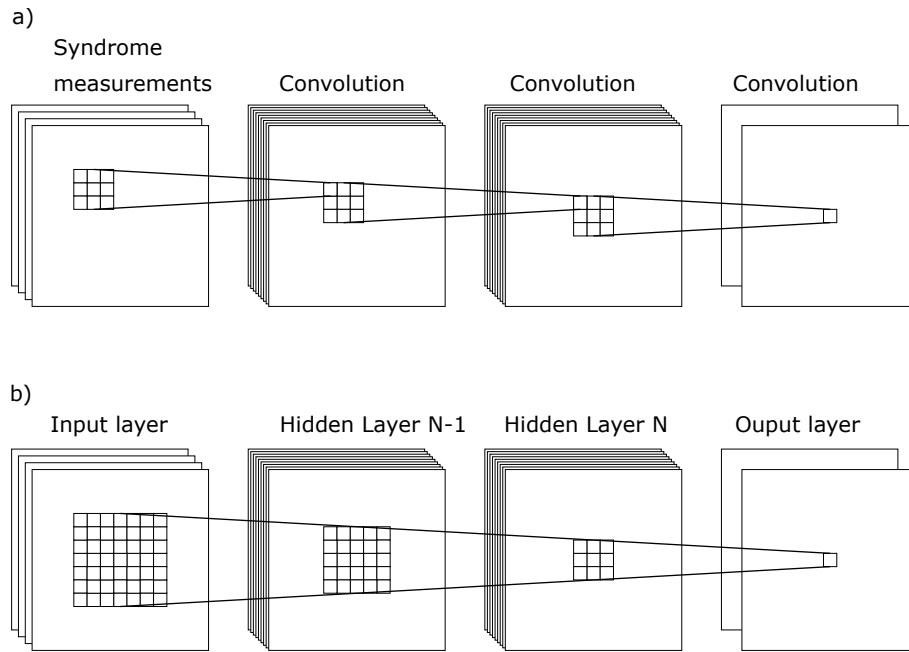 a)
Syndrome
measurements Convolution Convolution Convolution
b)
Input layer Hidden Layer N-1 Hidden Layer N Ouput layer